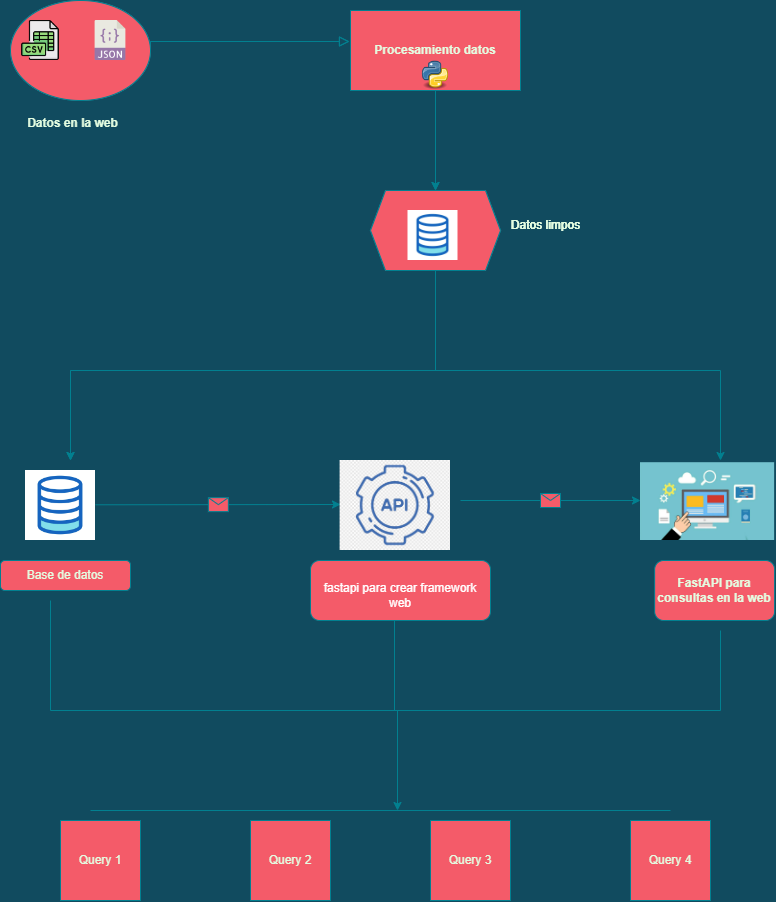 CSV
{;}
JSON
Procesamiento datos
Datos en la web
Datos limpos
API
Base de datos
fastapi para crear framework
web
FastAPI para
consultas en la web
Query 1
Query 2
Query 3
Query 4